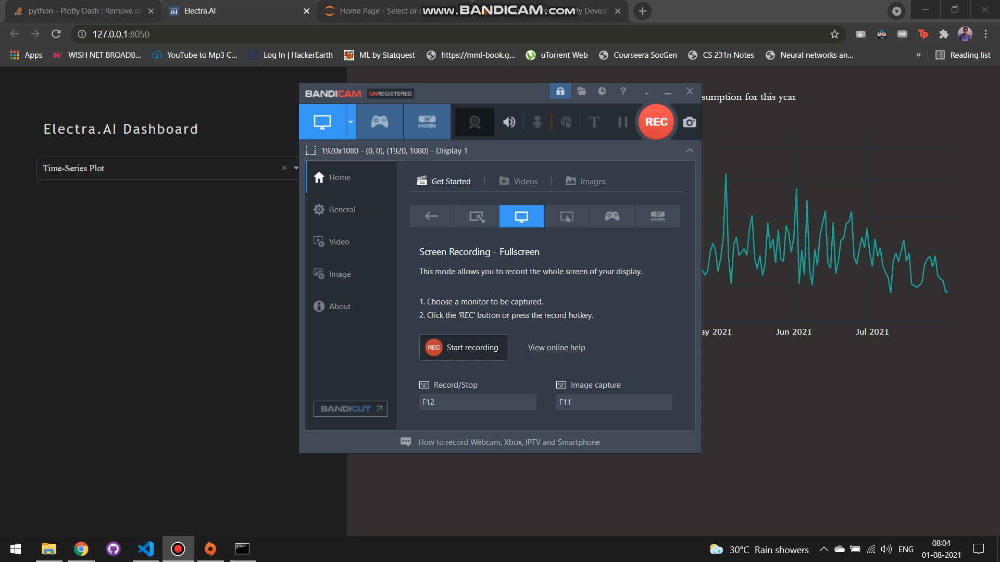 python - Plotly Dash : Remove de
Electra.AI
Home Page - Select or c
www.BANDICAM.com
ty Devices
127.0.0.1:8050
Apps
WISH NET BROADB...
YouTube to Mp3 C...
Log In | HackerEarth
ML by Statquest
https://mml-book.g...
uTorrent Web
Courseera SocGen
CS 231n Notes
Neural networks an...
»
Reading list
BANDICAM UNREGISTERED
sumption for this year
HDMI
T
REC
Electra.AI Dashboard
1920x1080 - (0, 0), (1920, 1080) - Display 1
Time-Series Plot
Home
General
Video
Image
About
Get Started
Videos
Images
HDMI
Screen Recording - Fullscreen
This mode allows you to record the whole screen of your display.
1. Choose a monitor to be captured.
2. Click the 'REC' button or press the record hotkey.
REC Start recording
View online help
ay 2021
Jun 2021
Jul 2021
Record/Stop
F12
Image capture
F11
BANDICUT
How to record Webcam, Xbox, IPTV and Smartphone
30°C Rain showers
ENG
08:04
01-08-2021